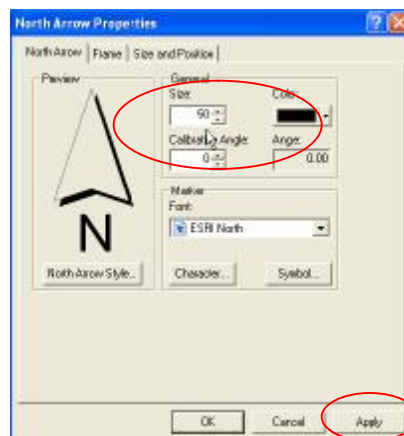 North Arrow Properties
North Arrow Frame Size and Position
Preview
General
Size: Color:
50
Calibration Angle: Angle:
0 0.00
N
Marker
Font:
ESRI North
North Arrow Style... Character... Symbol...
OK Cancel Apply